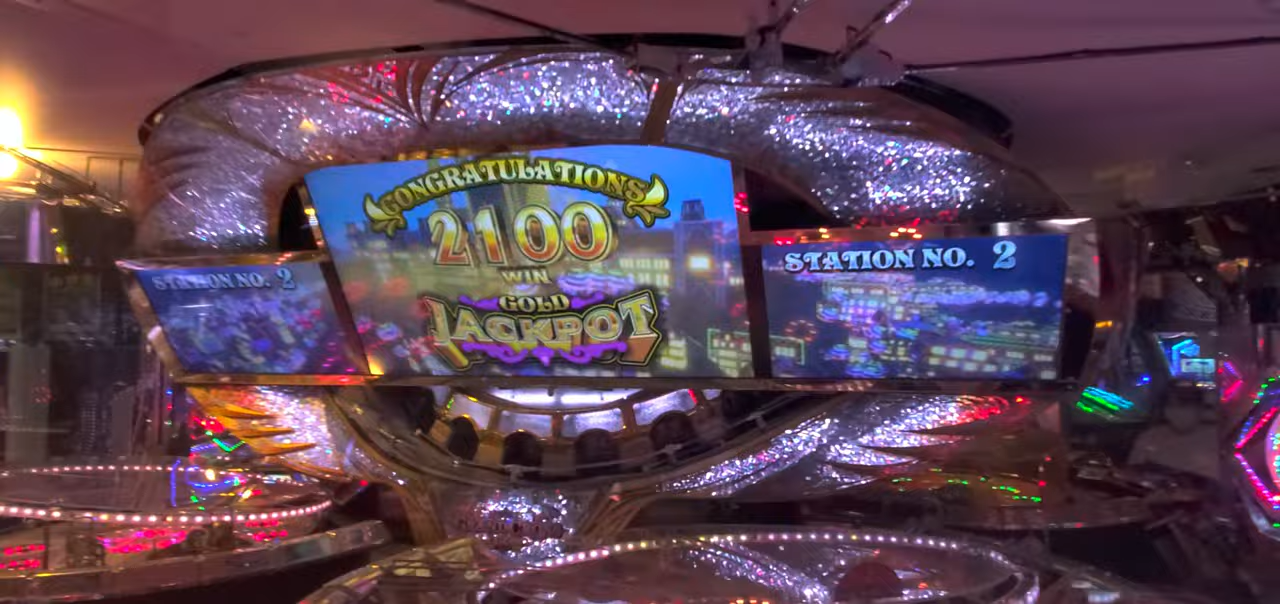 CONGRATULATIONS
2100
WIN
GOLD
JACKPOT
STATION NO. 2
STATION NO. 2